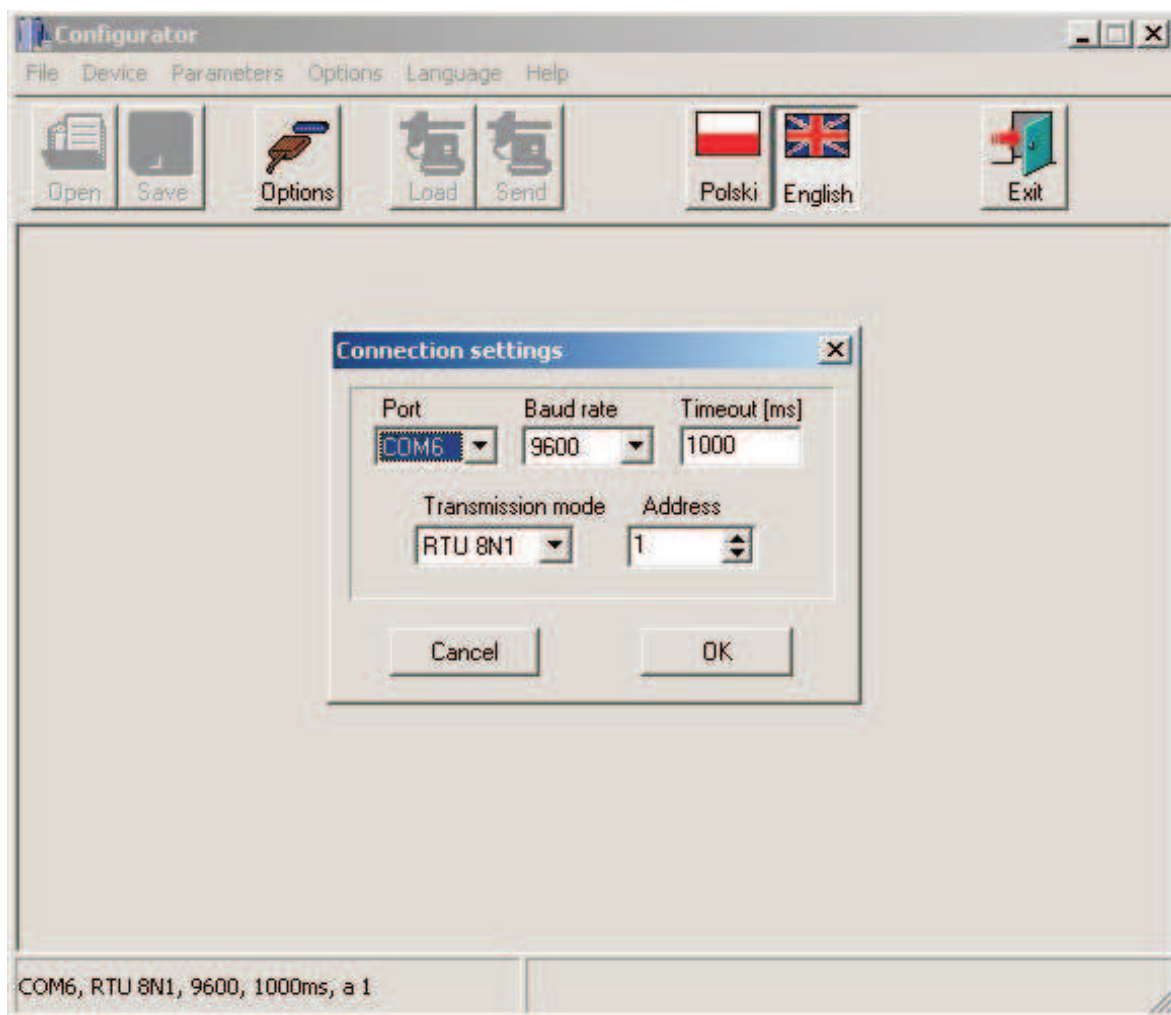 Configurator
File Device Parameters Options Language Help
Open Save Options Load Send Polski English Exit
Connection settings
Port Baud rate Timeout [ms]
COM6 9600 1000
Transmission mode Address
RTU 8N1 1
Cancel OK
COM6, RTU 8N1, 9600, 1000ms, a 1